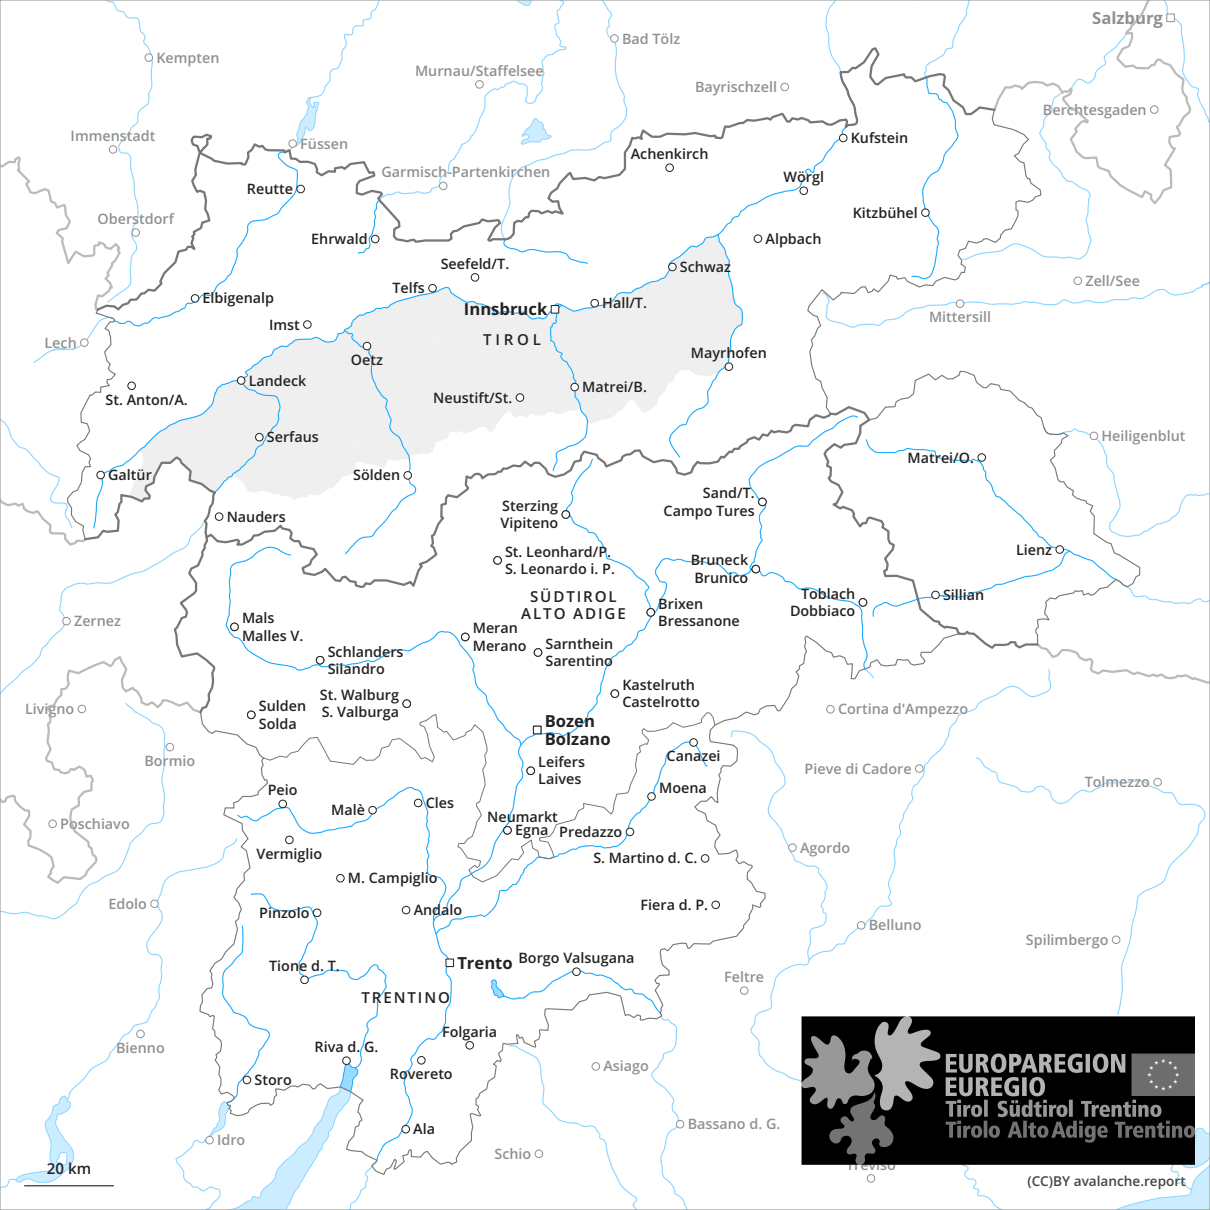 Salzburg
Bad Tölz
Kempten
Murnau/Staffelsee
Bayrischzell
Berchtesgaden
Immenstadt
Füssen
Kufstein
Achenkirch
Garmisch-Partenkirchen
Wörgl
Reutte
Oberstdorf
Kitzbühel
Ehrwald
Alpbach
Seefeld/T.
Schwaz
Zell/See
Telfs
Elbigenalp
Hall/T.
Innsbruck
Mittersill
Imst
TIROL
Lech
Mayrhofen
Oetz
Landeck
Matrei/B.
St. Anton/A.
Neustift/St.
Serfaus
Heiligenblut
Matrei/O.
Galtür
Sölden
Sand/T.
Campo Tures
Sterzing
Vipiteno
Nauders
St. Leonhard/P.
S. Leonardo i. P.
Lienz
Bruneck
Brunico
SÜDTIROL
ALTO ADIGE
Toblach
Dobbiaco
Sillian
Brixen
Bressanone
Zernez
Mals
Malles V.
Meran
Merano
Sarnthein
Sarentino
Schlanders
Silandro
Kastelruth
Castelrotto
St. Walburg
S. Valburga
Livigno
Sulden
Solda
Cortina d'Ampezzo
Bozen
Bolzano
Bormio
Canazei
Leifers
Laives
Pieve di Cadore
Tolmezzo
Peio
Moena
Malè
Cles
Neumarkt
Egna
Poschiavo
Predazzo
Vermiglio
Agordo
S. Martino d. C.
M. Campiglio
Edolo
Pinzolo
Andalo
Fiera d. P.
Belluno
Spilimbergo
Trento
Borgo Valsugana
Tione d. T.
Feltre
TRENTINO
Folgaria
Bienno
Riva d. G.
Rovereto
Asiago
Storo
EUROPAREGION
EUREGIO
Tirol Südtirol Trentino
Tirolo Alto Adige Trentino
Ala
Idro
Bassano d. G.
Schio
Treviso
20 km
(CC)BY avalanche.report